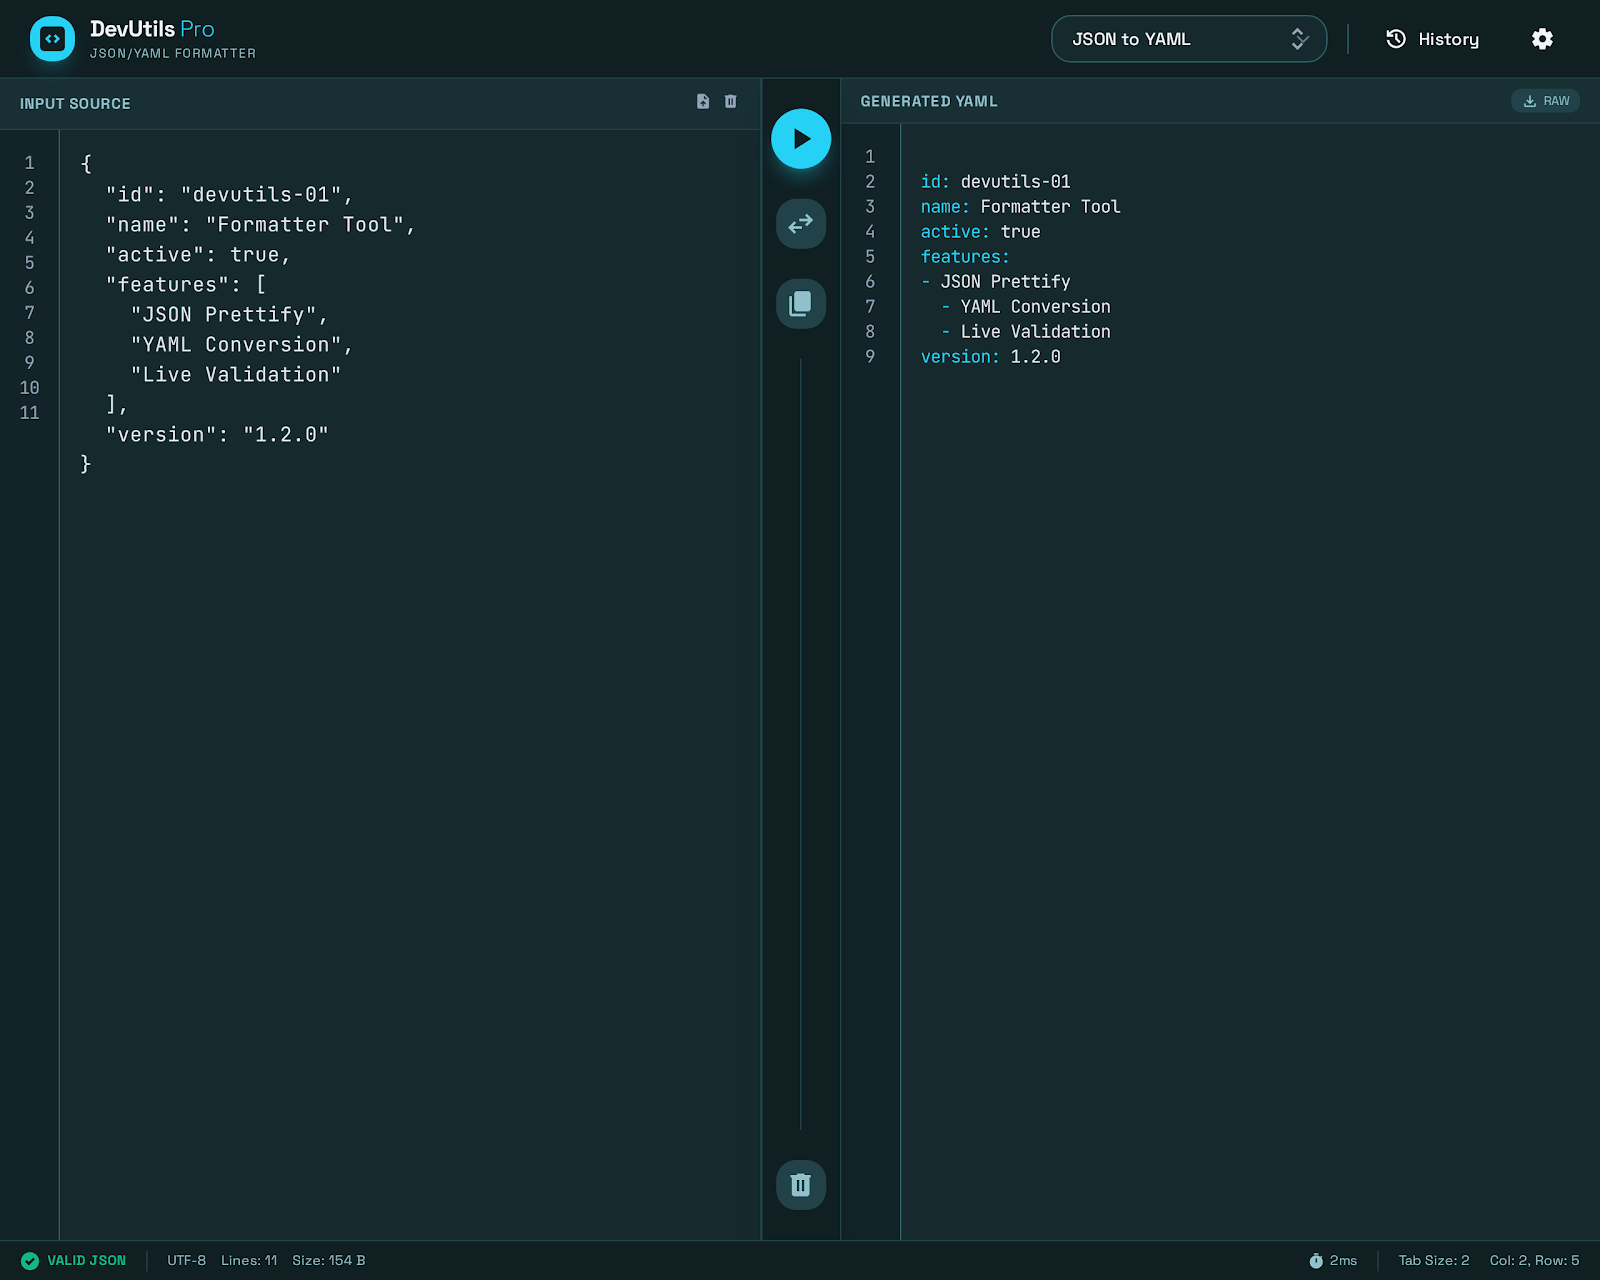 DevUtils Pro
JSON/YAML FORMATTER
JSON to YAML
History
INPUT SOURCE
1
2
3
4
5
6
7
8
9
10
11
{
  "id": "devutils-01",
  "name": "Formatter Tool",
  "active": true,
  "features": [
    "JSON Prettify",
    "YAML Conversion",
    "Live Validation"
  ],
  "version": "1.2.0"
}
GENERATED YAML
RAW
1
2
3
4
5
6
7
8
9
id: devutils-01
name: Formatter Tool
active: true
features:
- JSON Prettify
  - YAML Conversion
  - Live Validation
version: 1.2.0
VALID JSON
UTF-8 Lines: 11 Size: 154 B
2ms
Tab Size: 2 Col: 2, Row: 5